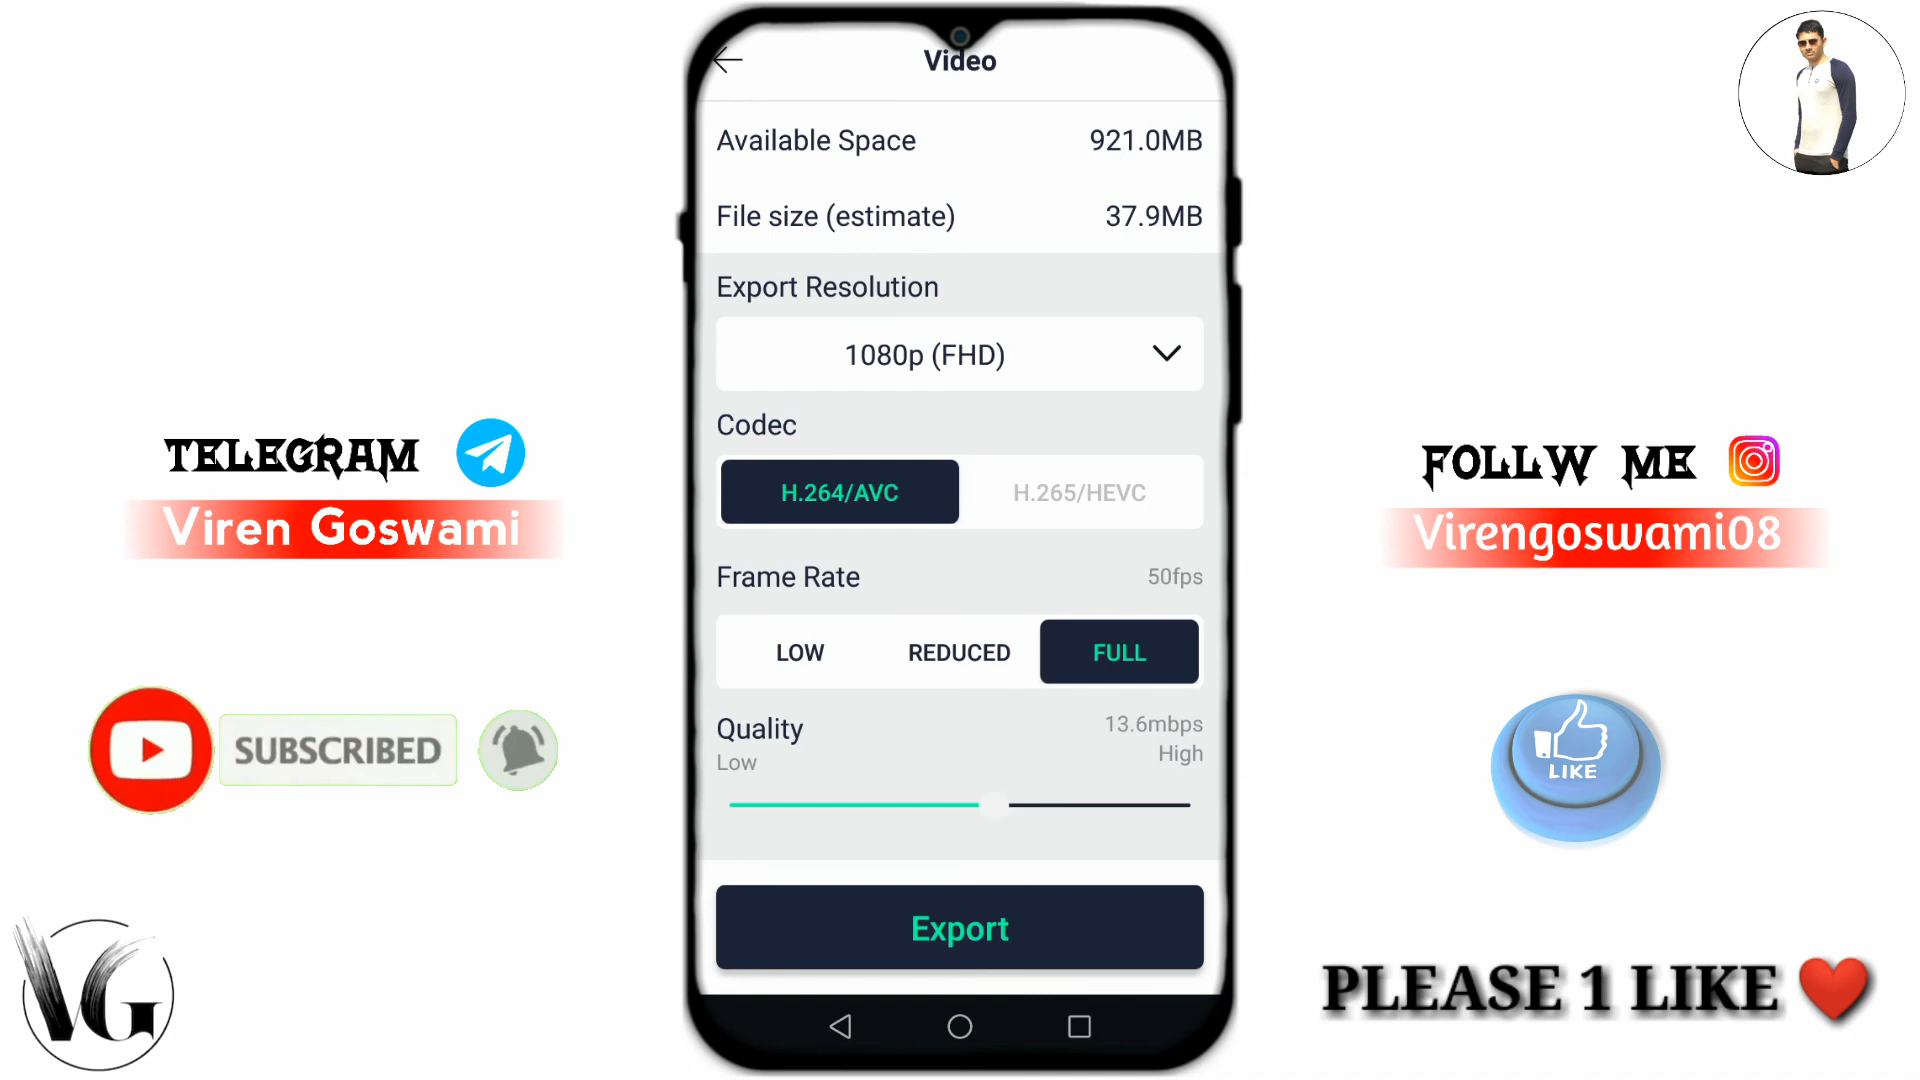 Video
Available Space 921.0MB
File size (estimate) 37.9MB
Export Resolution
1080p (FHD)
Codec
H.264/AVC H.265/HEVC
Frame Rate 50fps
LOW REDUCED FULL
Quality 13.6mbps
Low High
Export
TELEGRAM
Viren Goswami
SUBSCRIBED
VG
FOLLW ME
Virengoswami08
LIKE
PLEASE 1 LIKE ❤